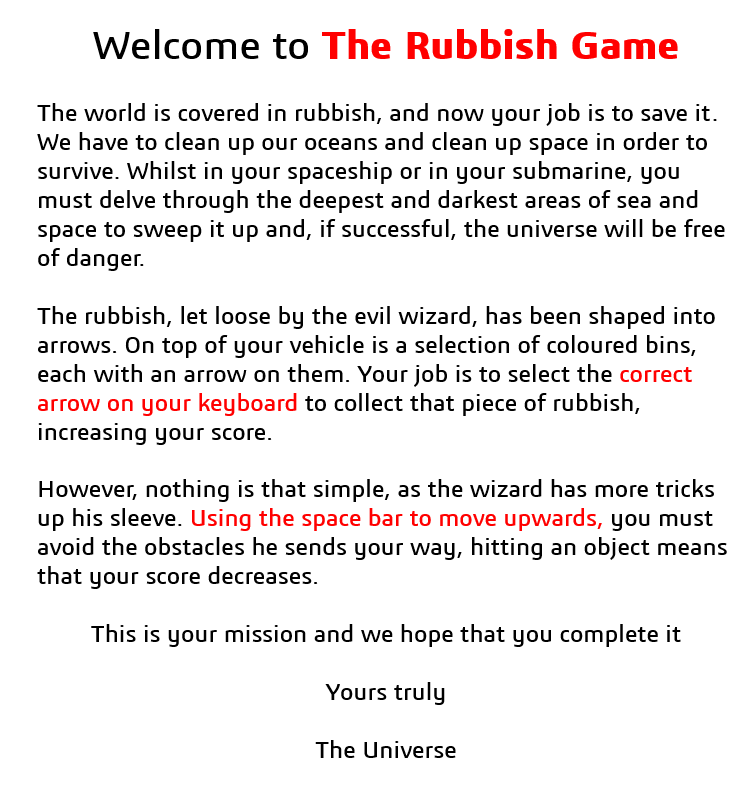 Welcome to The Rubbish Game
The world is covered in rubbish, and now your job is to save it.
We have to clean up our oceans and clean up space in order to
survive. Whilst in your spaceship or in your submarine, you
must delve through the deepest and darkest areas of sea and
space to sweep it up and, if successful, the universe will be free
of danger.
The rubbish, let loose by the evil wizard, has been shaped into
arrows. On top of your vehicle is a selection of coloured bins,
each with an arrow on them. Your job is to select the correct
arrow on your keyboard to collect that piece of rubbish,
increasing your score.
However, nothing is that simple, as the wizard has more tricks
up his sleeve. Using the space bar to move upwards, you must
avoid the obstacles he sends your way, hitting an object means
that your score decreases.
This is your mission and we hope that you complete it
Yours truly
The Universe